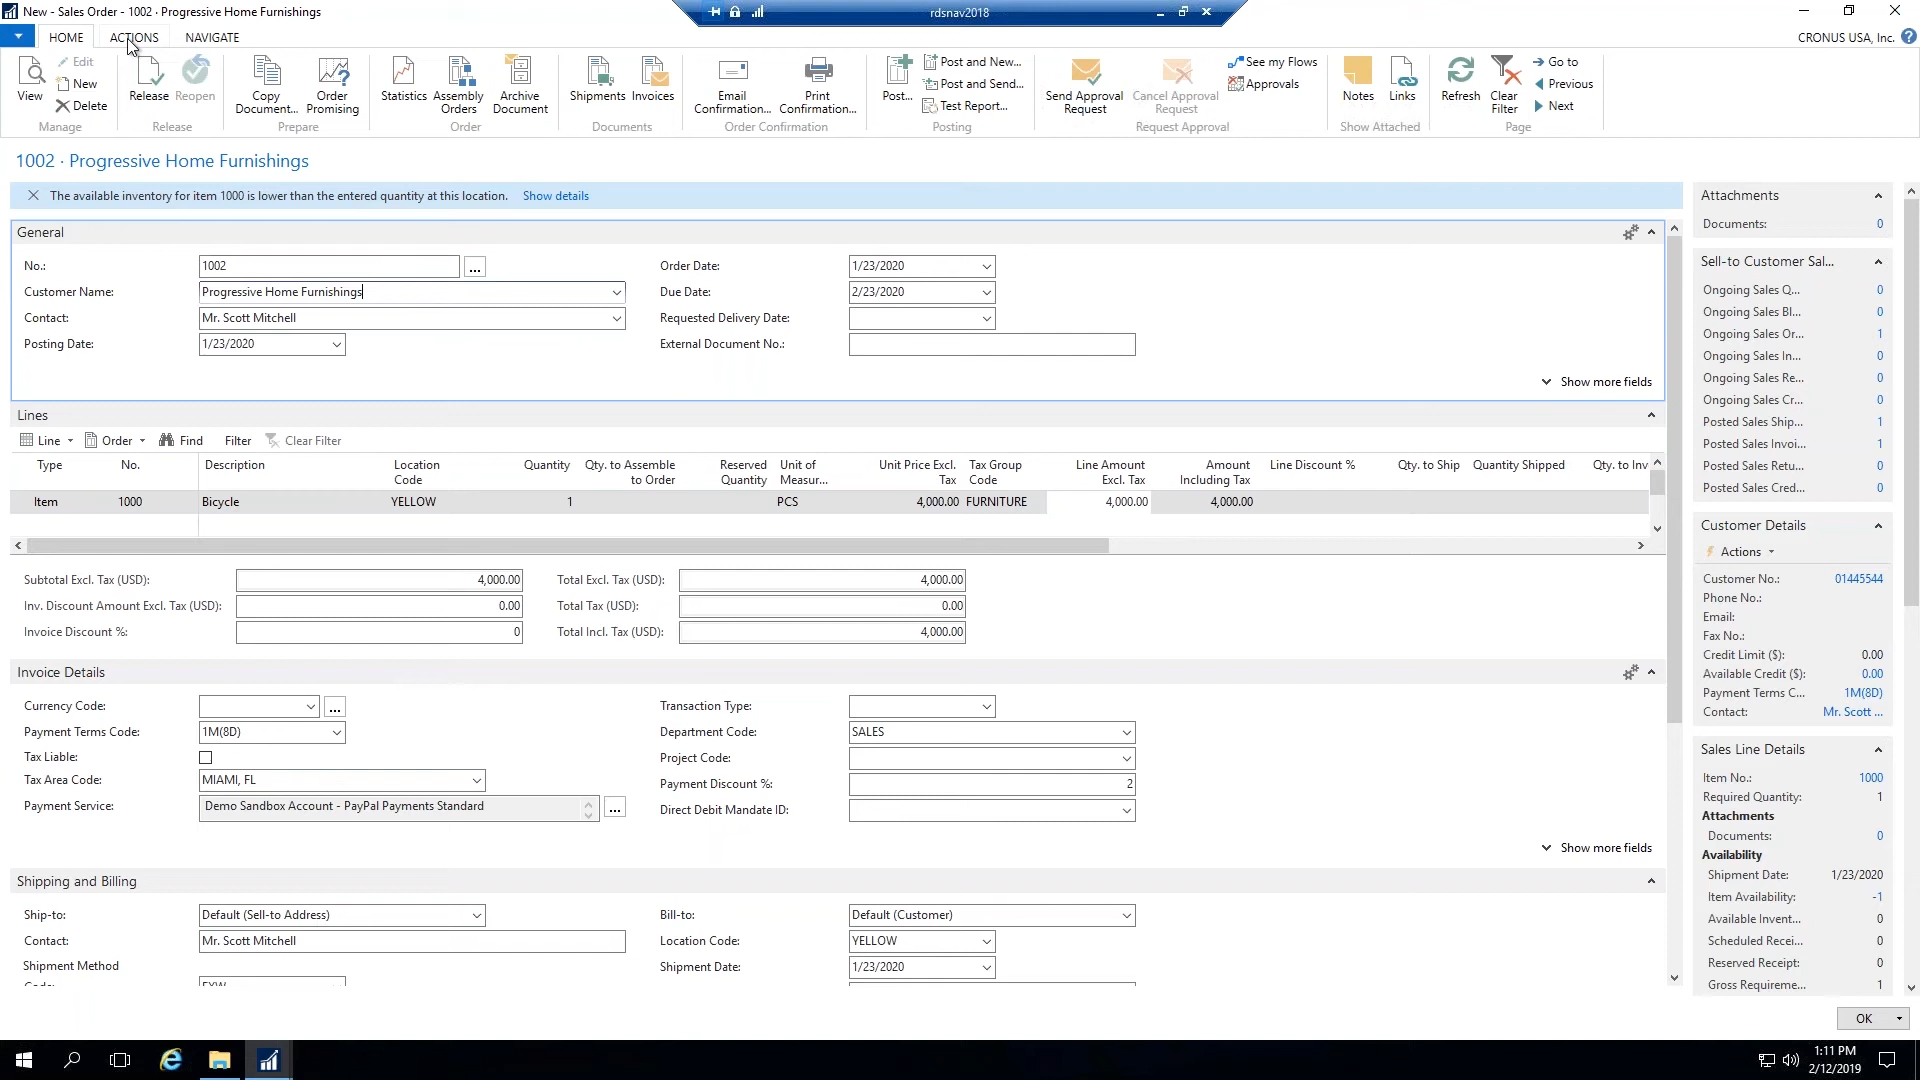 New - Sales Order - 1002 · Progressive Home Furnishings
rdsnav2018
HOME ACTIONS NAVIGATE
CRONUS USA, Inc.
View
Edit
New
Delete
Manage
Release
Reopen
Release
Copy Document...
Order Promising
Prepare
Statistics
Assembly Orders
Archive Document
Order
Shipments
Invoices
Documents
Email Confirmation...
Print Confirmation...
Order Confirmation
Post...
Post and New...
Post and Send...
Test Report...
Posting
Send Approval Request
Cancel Approval Request
See my Flows
Approvals
Request Approval
Notes
Links
Show Attached
Refresh
Clear Filter
Go to
Previous
Next
Page
1002 · Progressive Home Furnishings
The available inventory for item 1000 is lower than the entered quantity at this location. Show details
General
No.: 1002 ...
Customer Name: Progressive Home Furnishings
Contact: Mr. Scott Mitchell
Posting Date: 1/23/2020
Order Date: 1/23/2020
Due Date: 2/23/2020
Requested Delivery Date:
External Document No.:
Show more fields
Lines
Line Order Find Filter Clear Filter
Type No. Description Location Code Quantity Qty. to Assemble to Order Reserved Quantity Unit of Measur... Unit Price Excl. Tax Tax Group Code Line Amount Excl. Tax Amount Including Tax Line Discount % Qty. to Ship Quantity Shipped Qty. to Inv
Item 1000 Bicycle YELLOW 1 PCS 4,000.00 FURNITURE 4,000.00 4,000.00
Subtotal Excl. Tax (USD): 4,000.00
Inv. Discount Amount Excl. Tax (USD): 0.00
Invoice Discount %: 0
Total Excl. Tax (USD): 4,000.00
Total Tax (USD): 0.00
Total Incl. Tax (USD): 4,000.00
Invoice Details
Currency Code: ...
Payment Terms Code: 1M(8D)
Tax Liable:
Tax Area Code: MIAMI, FL
Payment Service: Demo Sandbox Account - PayPal Payments Standard ...
Transaction Type:
Department Code: SALES
Project Code:
Payment Discount %: 2
Direct Debit Mandate ID:
Show more fields
Shipping and Billing
Ship-to: Default (Sell-to Address)
Contact: Mr. Scott Mitchell
Shipment Method
Code: EXW
Bill-to: Default (Customer)
Location Code: YELLOW
Shipment Date: 1/23/2020
Attachments
Documents: 0
Sell-to Customer Sal...
Ongoing Sales Q... 0
Ongoing Sales Bl... 0
Ongoing Sales Or... 1
Ongoing Sales In... 0
Ongoing Sales Re... 0
Ongoing Sales Cr... 0
Posted Sales Ship... 1
Posted Sales Invoi... 1
Posted Sales Retu... 0
Posted Sales Cred... 0
Customer Details
Actions
Customer No.: 01445544
Phone No.:
Email:
Fax No.:
Credit Limit ($): 0.00
Available Credit ($): 0.00
Payment Terms C... 1M(8D)
Contact: Mr. Scott ...
Sales Line Details
Item No.: 1000
Required Quantity: 1
Attachments
Documents: 0
Availability
Shipment Date: 1/23/2020
Item Availability: -1
Available Invent... 0
Scheduled Recei... 0
Reserved Receipt: 0
Gross Requireme... 1
OK
1:11 PM
2/12/2019